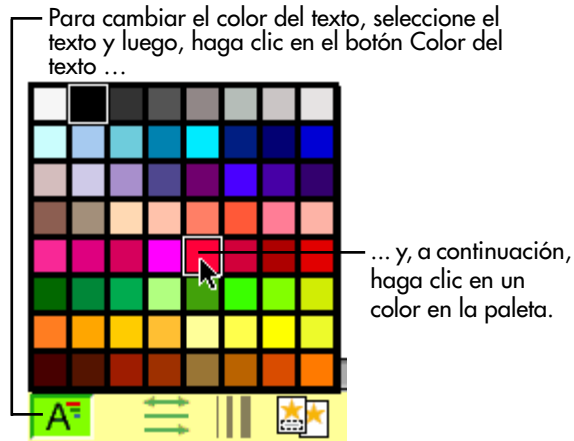 Para cambiar el color del texto, seleccione el
texto y luego, haga clic en el botón Color del
texto ...
... y, a continuación,
haga clic en un
color en la paleta.
A